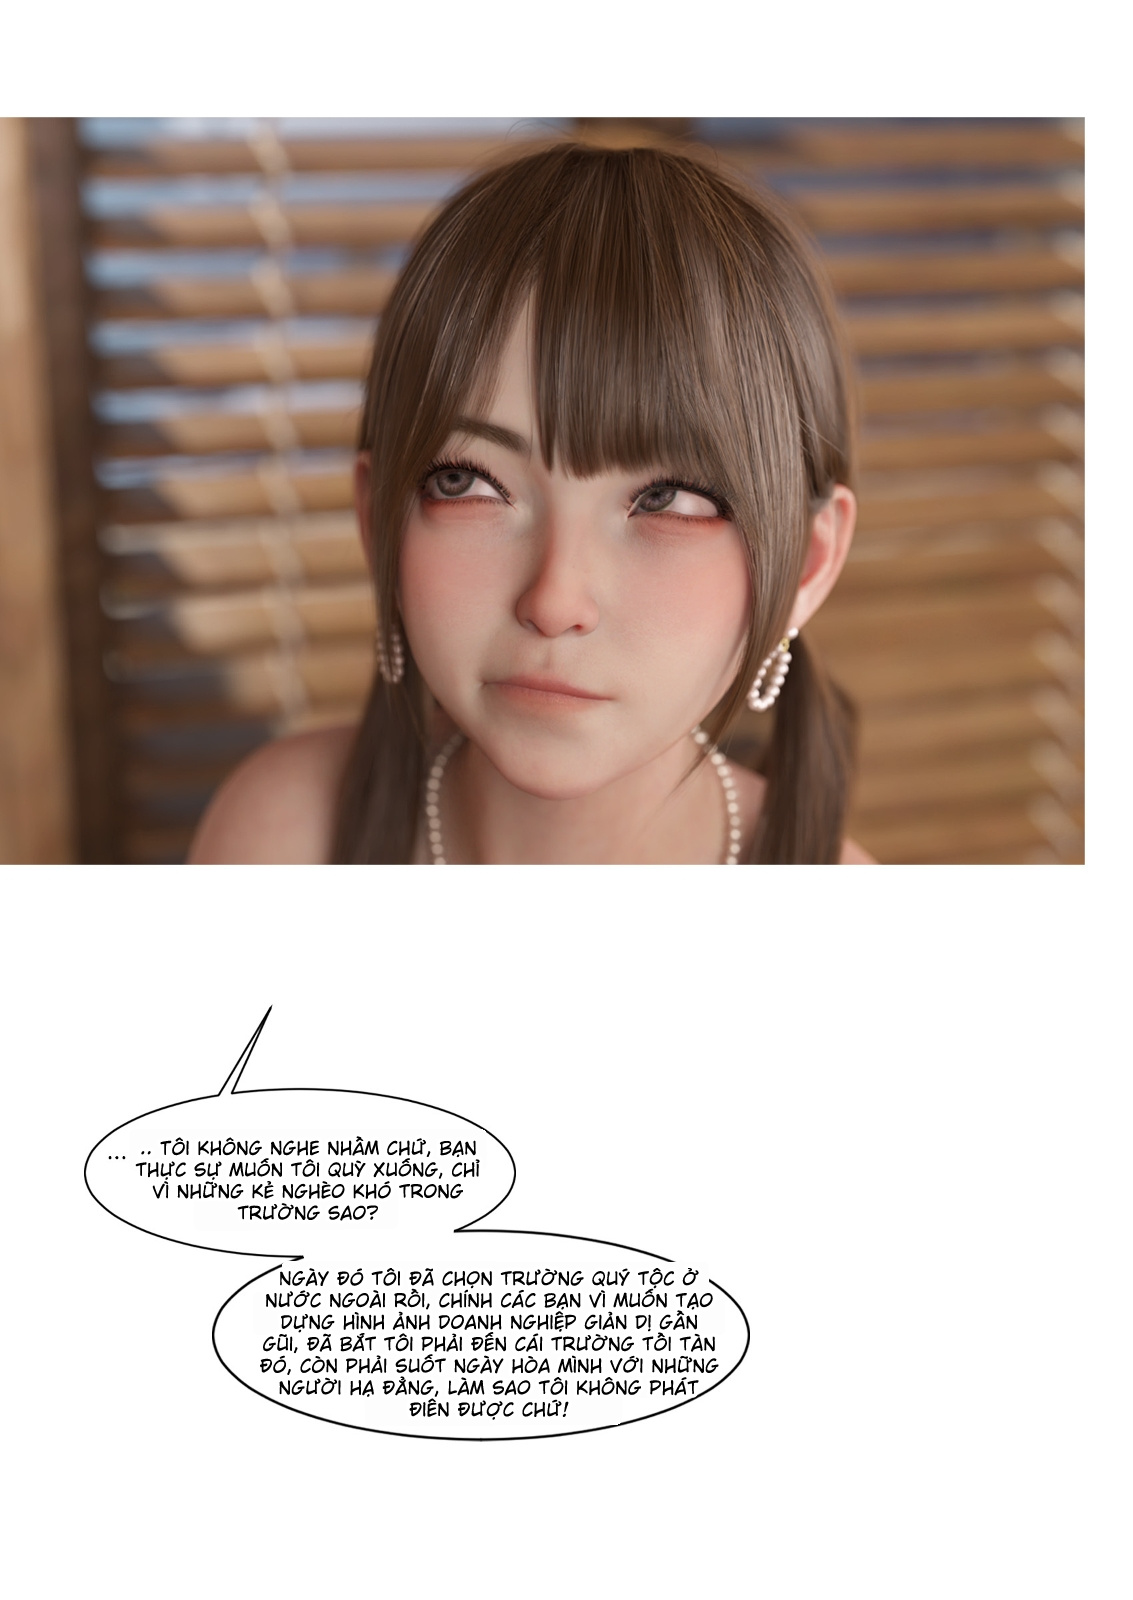 ... .. TÔI KHÔNG NGHE NHẦM CHỨ, BẠN
THỰC SỰ MUỐN TÔI QUỲ XUỐNG, CHỈ
VÌ NHỮNG KẺ NGHÈO KHÓ TRONG
TRƯỜNG SAO?
NGÀY ĐÓ TÔI ĐÃ CHỌN TRƯỜNG QUÝ TỘC Ở
NƯỚC NGOÀI RỒI, CHÍNH CÁC BẠN VÌ MUỐN TẠO
DỰNG HÌNH ẢNH DOANH NGHIỆP GIẢN DỊ GẦN
GŨI, ĐÃ BẮT TÔI PHẢI ĐẾN CÁI TRƯỜNG TỒI TÀN
ĐÓ, CÒN PHẢI SUỐT NGÀY HÒA MÌNH VỚI NHỮNG
NGƯỜI HẠ ĐẲNG, LÀM SAO TÔI KHÔNG PHÁT
ĐIÊN ĐƯỢC CHỨ!